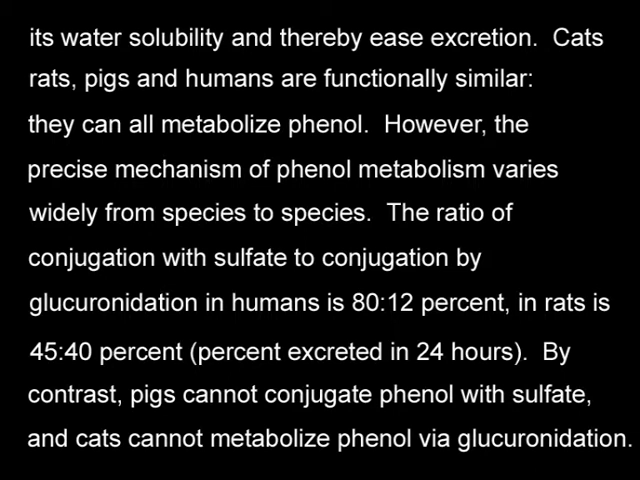 its water solubility and thereby ease excretion.  Cats
rats, pigs and humans are functionally similar:
they can all metabolize phenol.  However, the
precise mechanism of phenol metabolism varies
widely from species to species.  The ratio of
conjugation with sulfate to conjugation by
glucuronidation in humans is 80:12 percent, in rats is
45:40 percent (percent excreted in 24 hours).  By
contrast, pigs cannot conjugate phenol with sulfate,
and cats cannot metabolize phenol via glucuronidation.